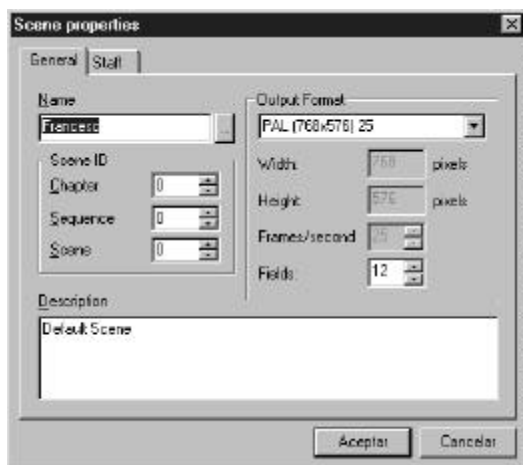 Scene properties
General
Staff
Name
Francesc
...
Scene ID
Chapter 0
Sequence 0
Scene 0
Output Format
PAL (768x576) 25
Width: 768 pixels
Height: 576 pixels
Frames/second 25
Fields: 12
Description
Default Scene
Aceptar
Cancelar